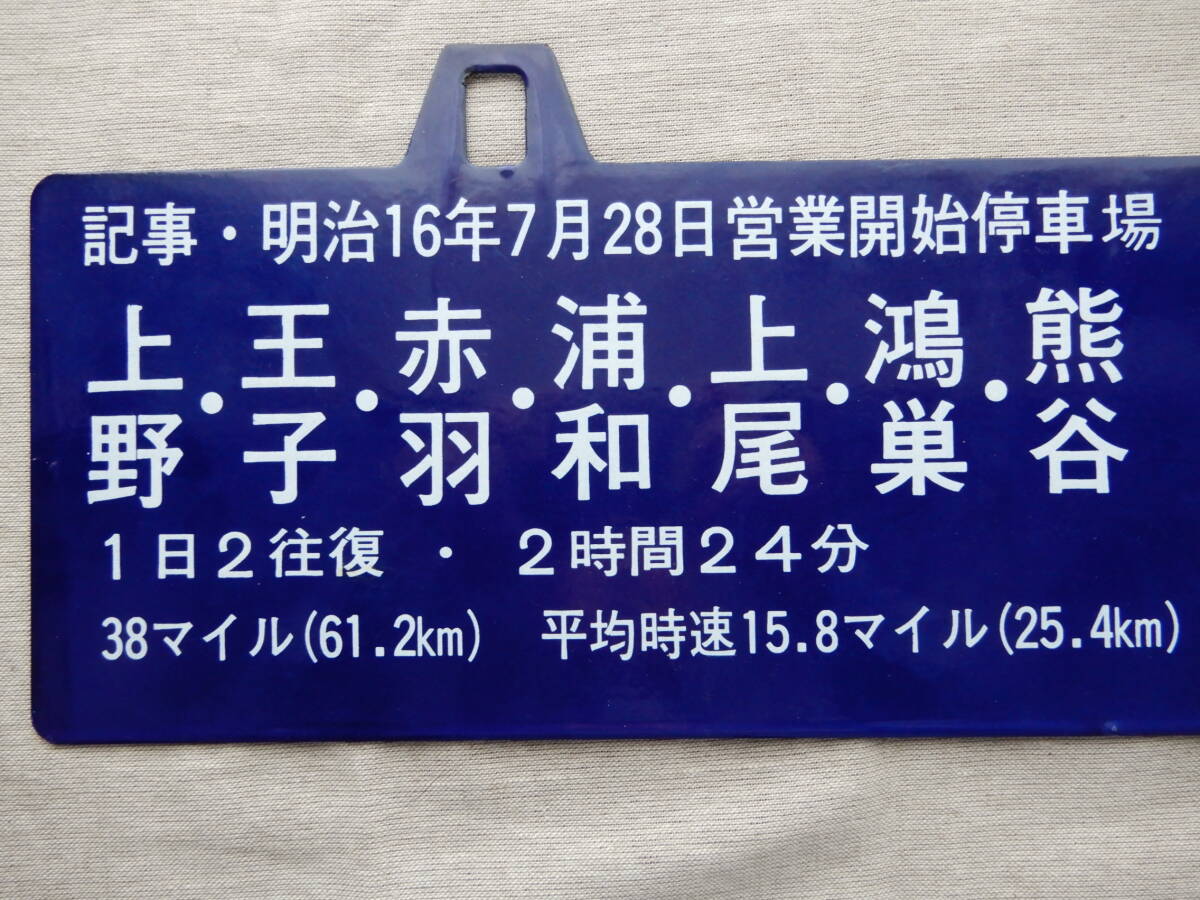 記事・明治16年7月28日営業開始停車場
上野・王子・赤羽・浦和・上尾・鴻巣・熊谷
1日2往復 ・ 2時間24分
38マイル(61.2km) 平均時速15.8マイル(25.4km)